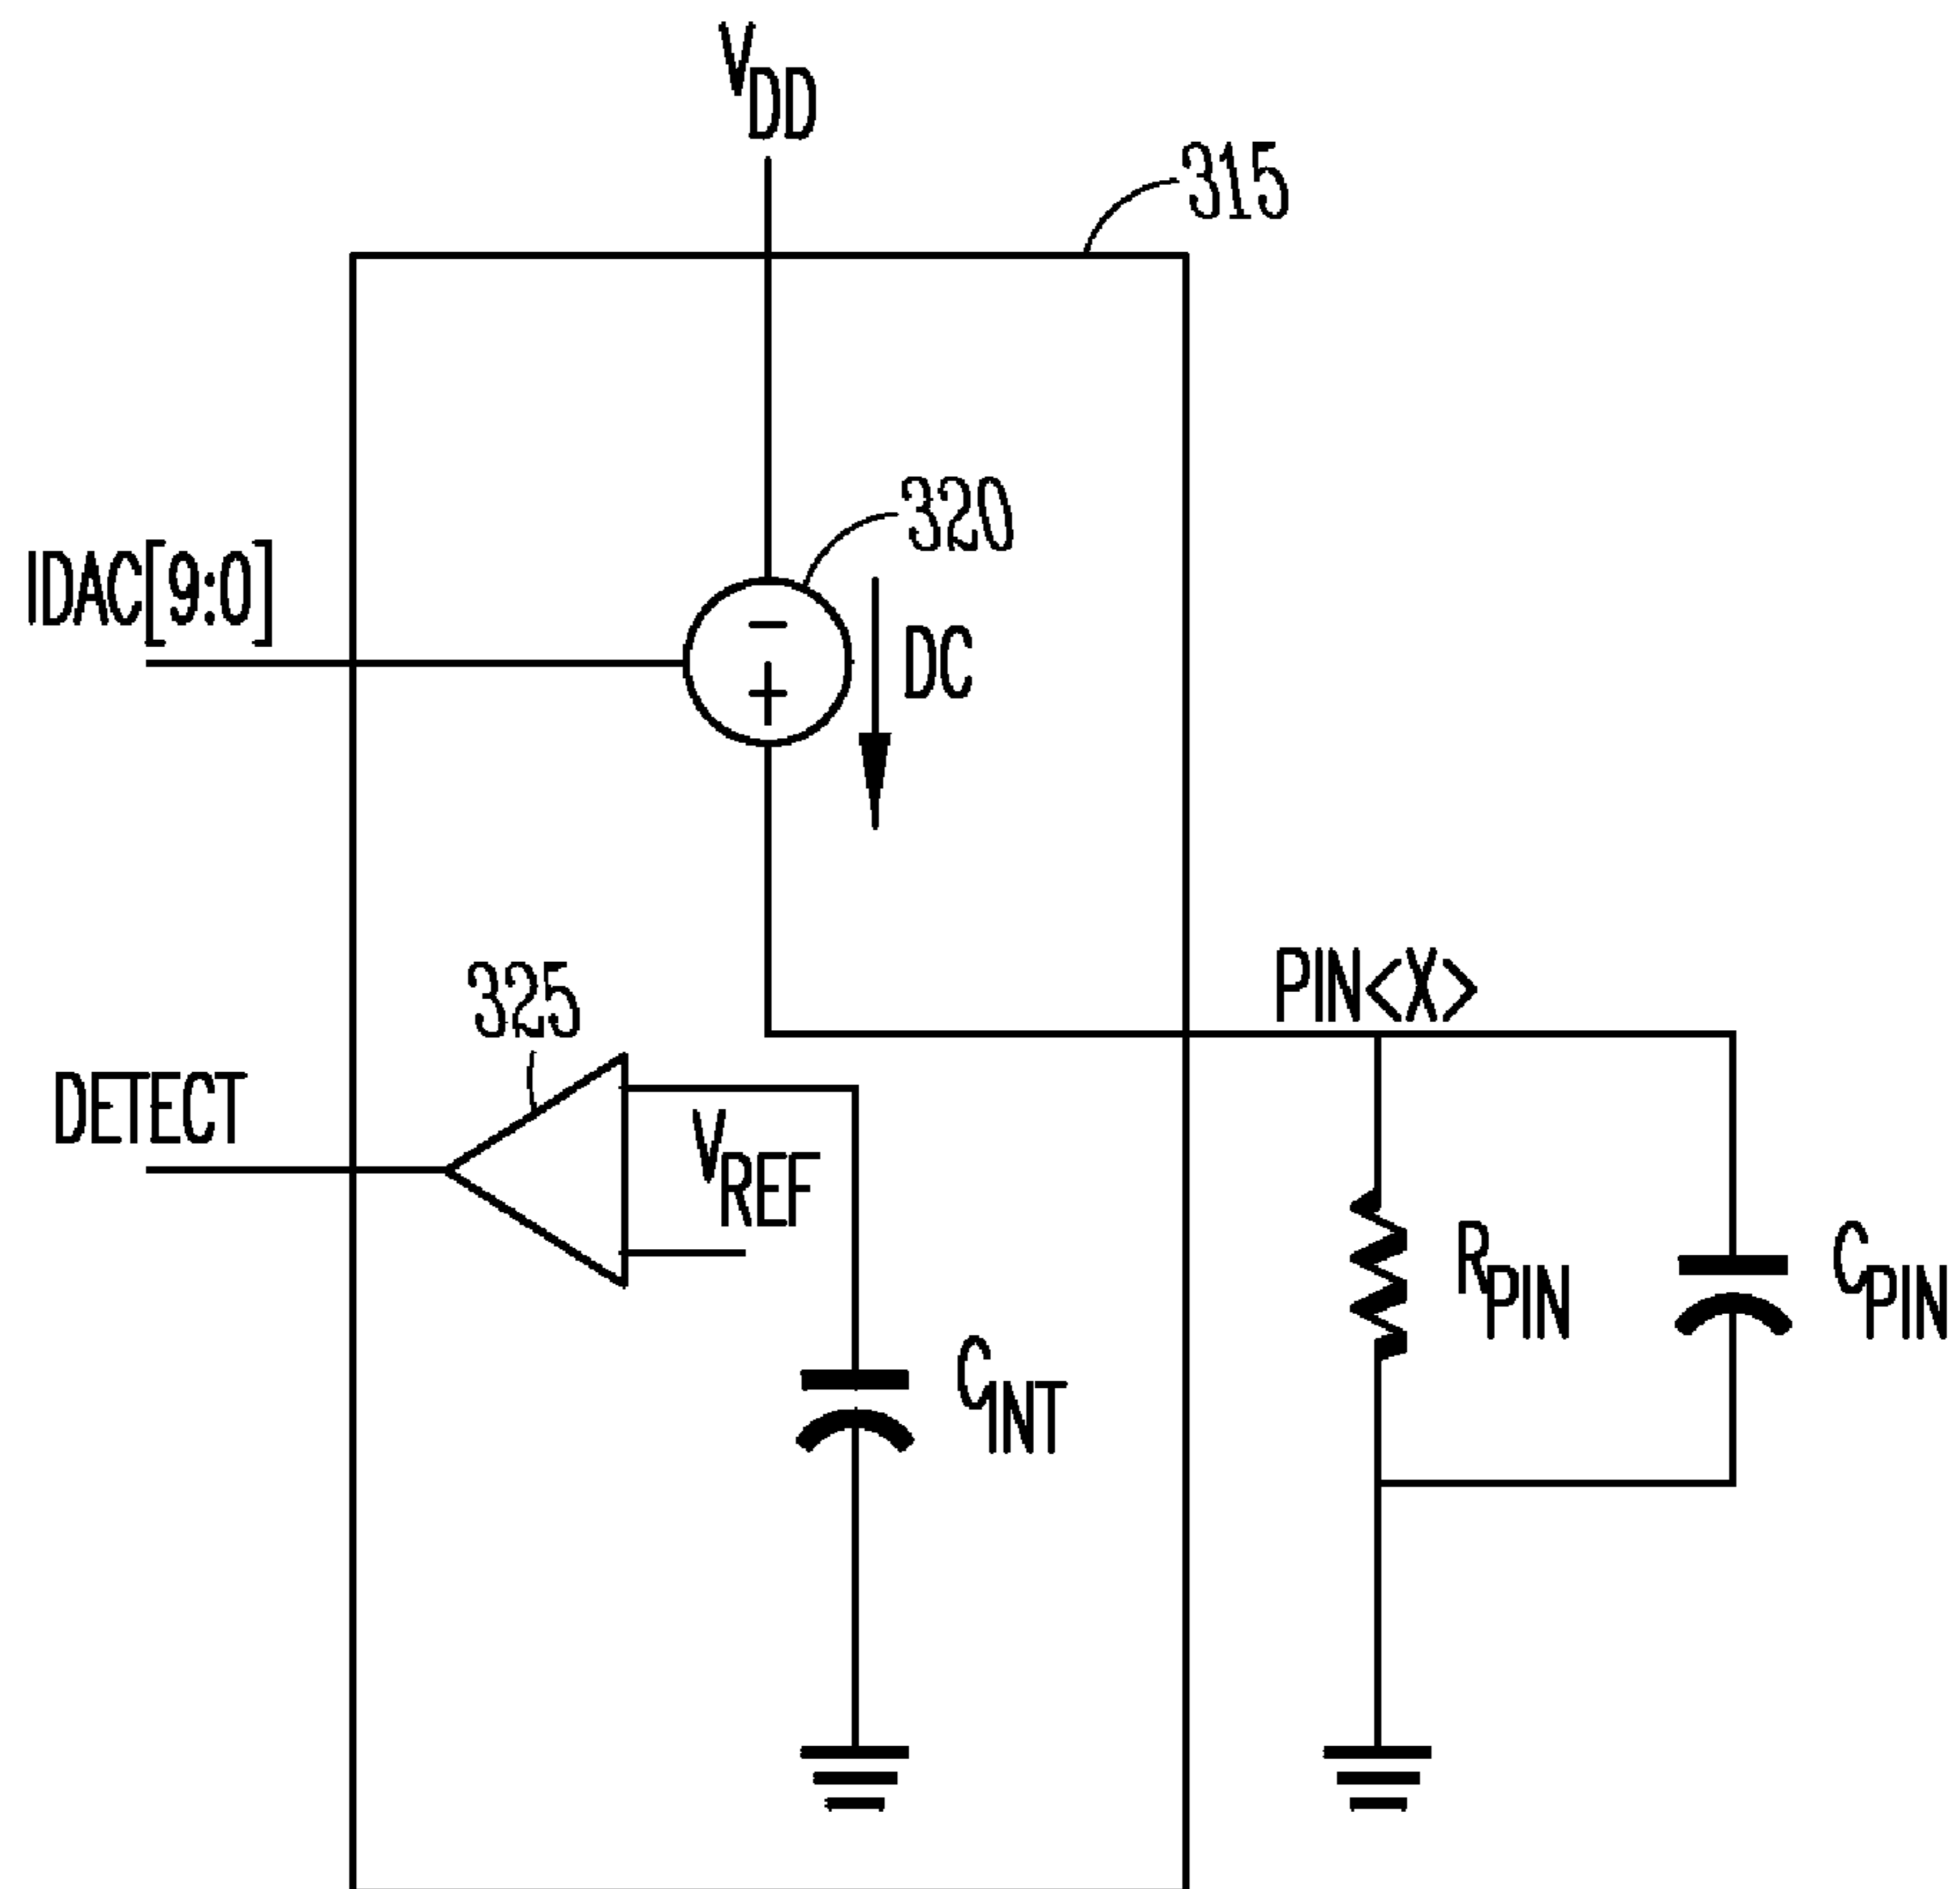 VDD
315
320
IDAC[9:0]
−
+
DC
PIN<X>
325
DETECT
VREF
RPIN
CPIN
CINT